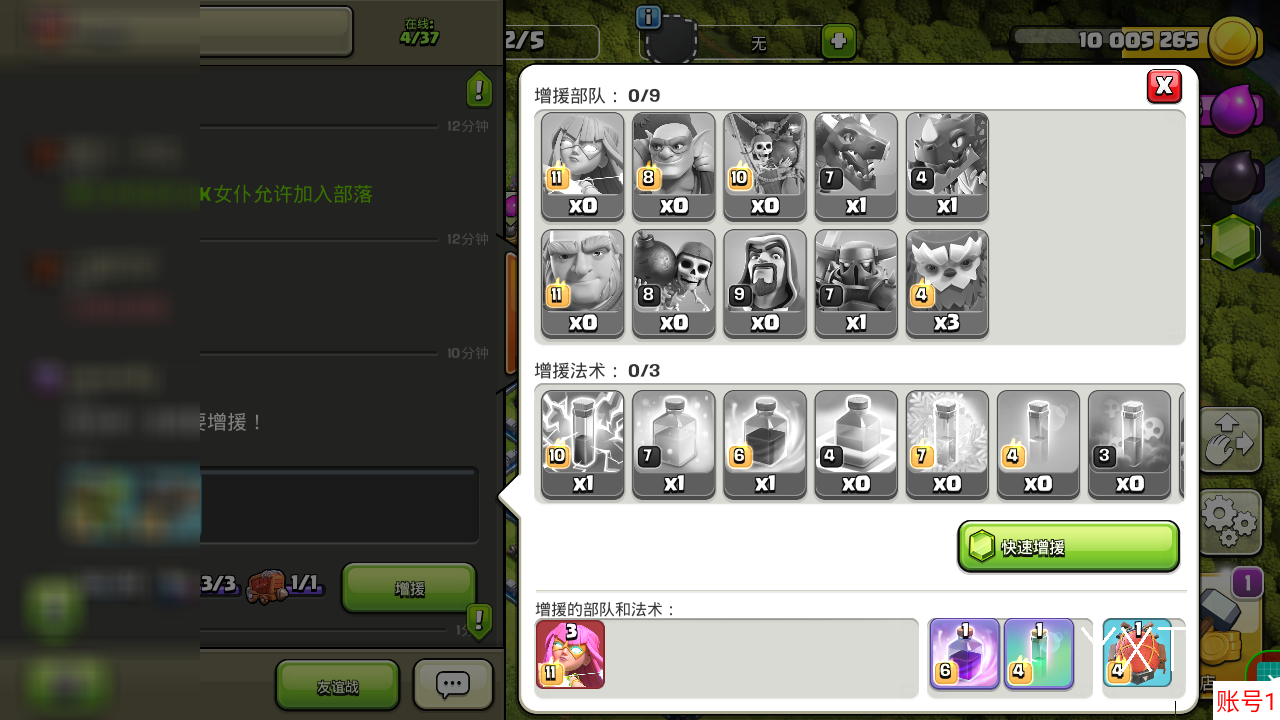 在线:
4/37
2/5
无
10 005 265
12分钟
K女仆允许加入部落
12分钟
10分钟
要增援！
3/3
1/1
增援
友谊战
增援部队： 0/9
X
11 x0
8 x0
10 x0
7 x1
4 x1
11 x0
8 x0
9 x0
7 x1
4 x3
增援法术： 0/3
10 x1
7 x1
6 x1
4 x0
7 x0
4 x0
3 x0
快速增援
增援的部队和法术：
3 11
1 6
1 4
1 4
1
店
账号1